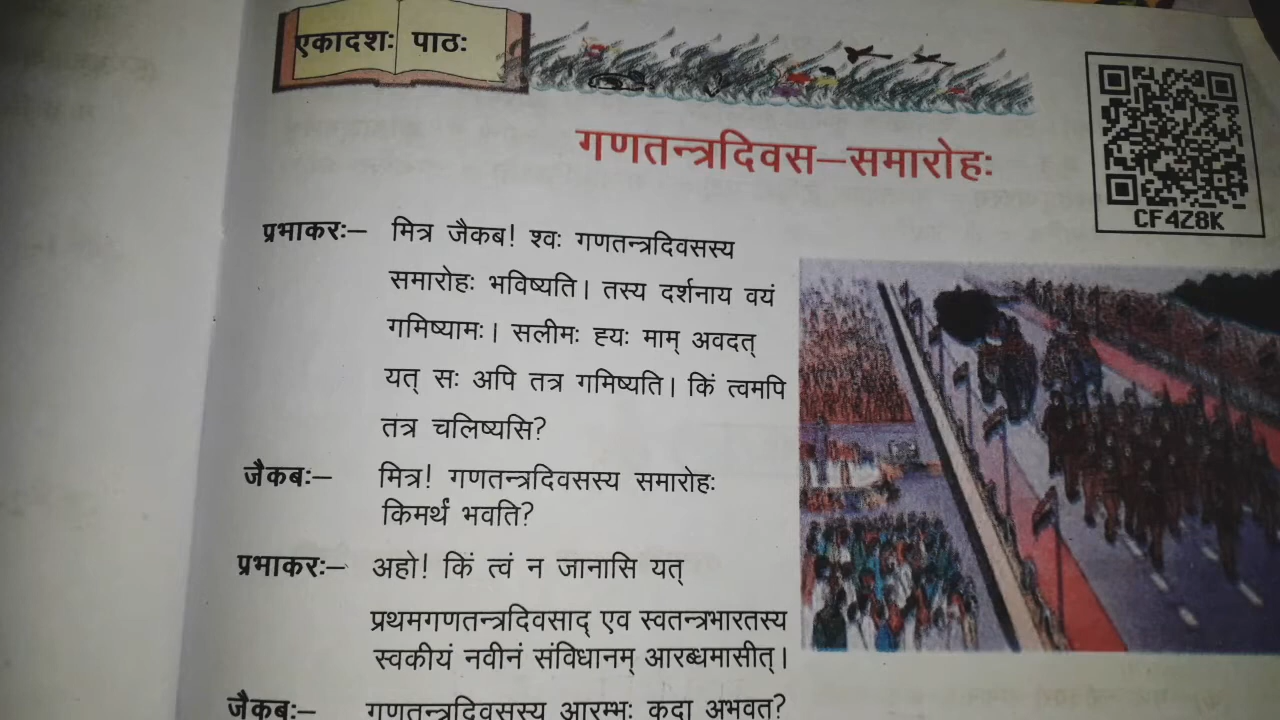 एकादशः पाठः
गणतन्त्रदिवस–समारोहः
CF4Z8K
प्रभाकरः– मित्र जैकब! श्वः गणतन्त्रदिवसस्य
समारोहः भविष्यति। तस्य दर्शनाय वयं
गमिष्यामः। सलीमः ह्यः माम् अवदत्
यत् सः अपि तत्र गमिष्यति। किं त्वमपि
तत्र चलिष्यसि?
जैकबः– मित्र! गणतन्त्रदिवसस्य समारोहः
किमर्थं भवति?
प्रभाकरः– अहो! किं त्वं न जानासि यत्
प्रथमगणतन्त्रदिवसाद् एव स्वतन्त्रभारतस्य
स्वकीयं नवीनं संविधानम् आरब्धमासीत्।
जैकबः– गणतन्त्रदिवसस्य आरम्भः कदा अभवत्?